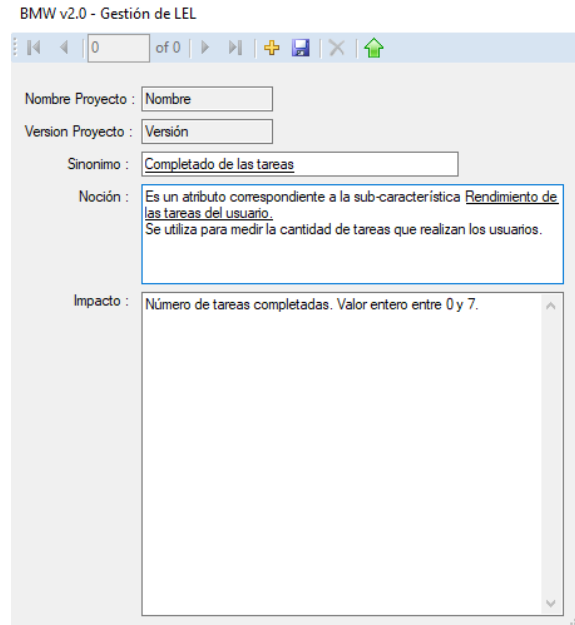 BMW v2.0 - Gestión de LEL
0 of 0
Nombre Proyecto : Nombre
Version Proyecto : Versión
Sinonimo : Completado de las tareas
Noción : Es un atributo correspondiente a la sub-característica Rendimiento de
las tareas del usuario.
Se utiliza para medir la cantidad de tareas que realizan los usuarios.
Impacto : Número de tareas completadas. Valor entero entre 0 y 7.